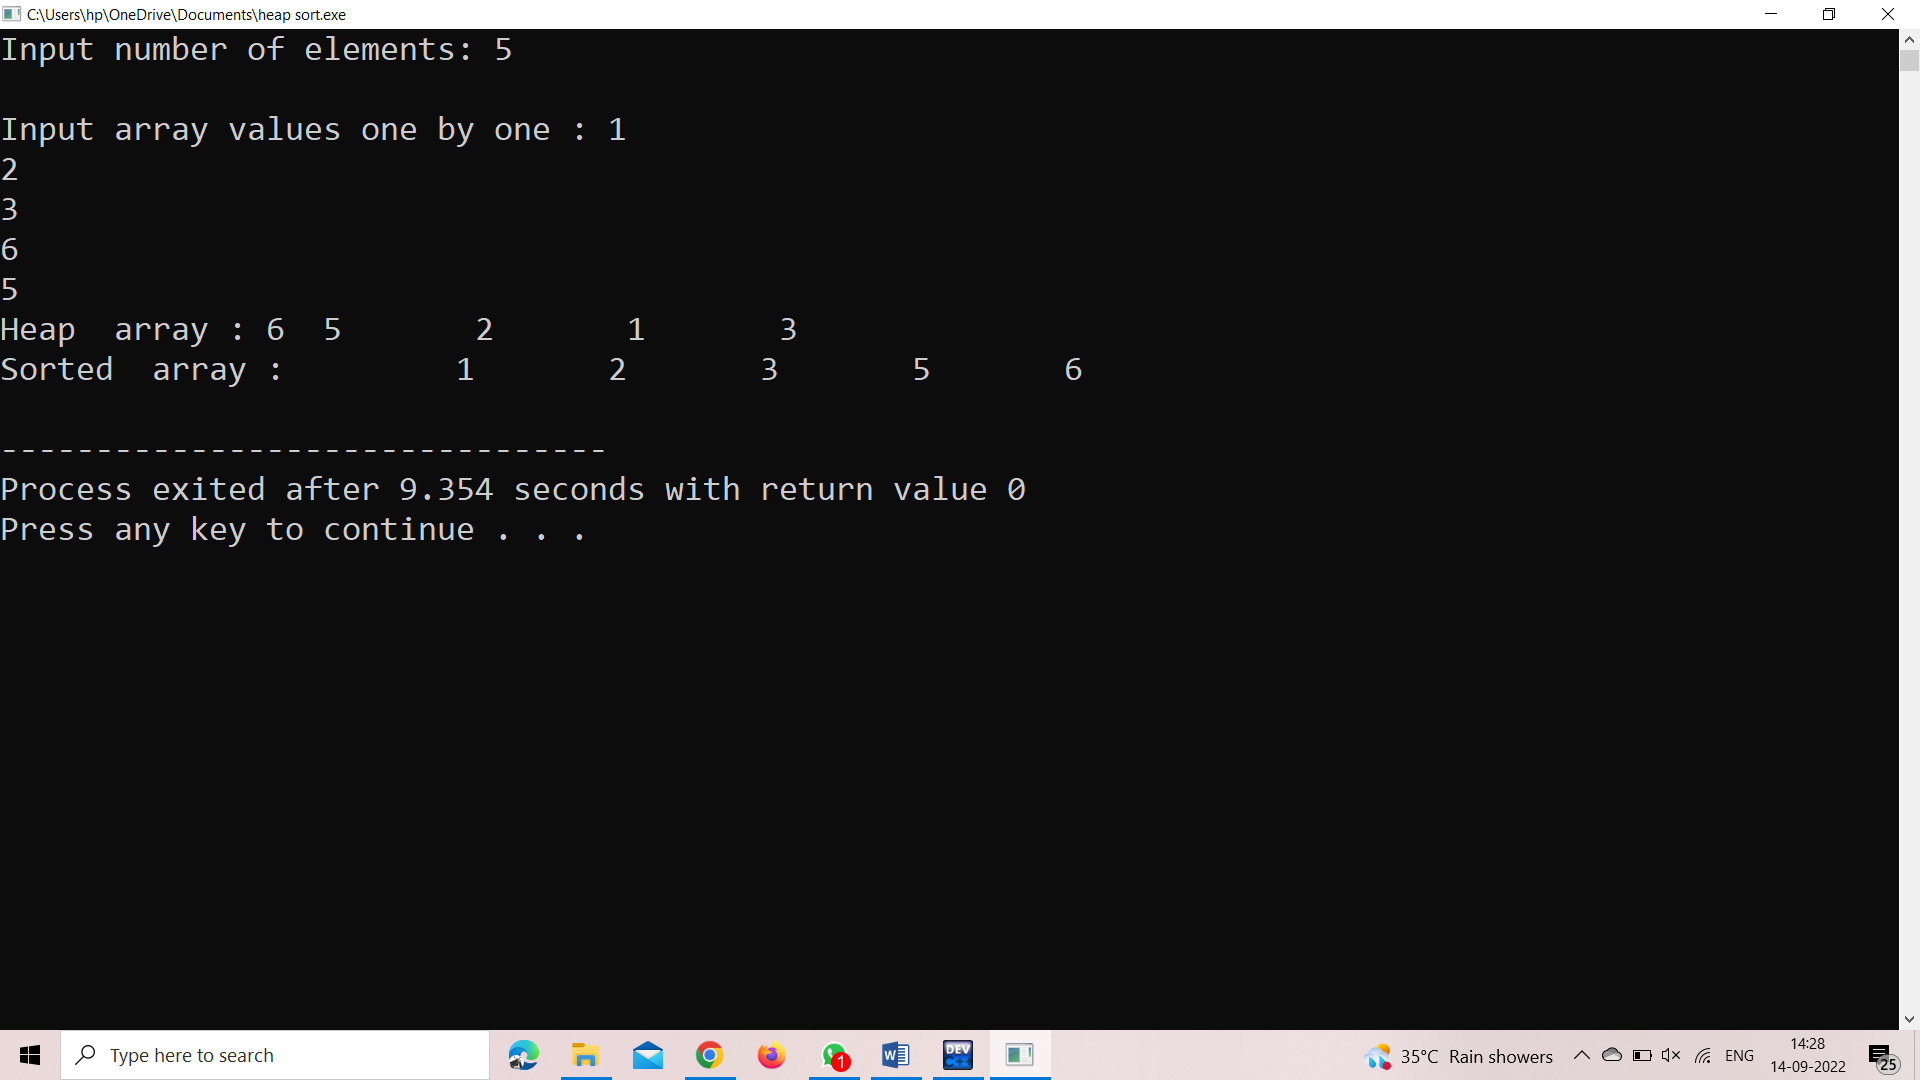 C:\Users\hp\OneDrive\Documents\heap sort.exe
Input number of elements: 5
Input array values one by one : 1
2
3
6
5
Heap  array : 6  5       2       1       3
Sorted  array :         1       2       3       5       6
--------------------------------
Process exited after 9.354 seconds with return value 0
Press any key to continue . . .
Type here to search
1
W
DEV
C++
35°C Rain showers
ENG
14:28
14-09-2022
25